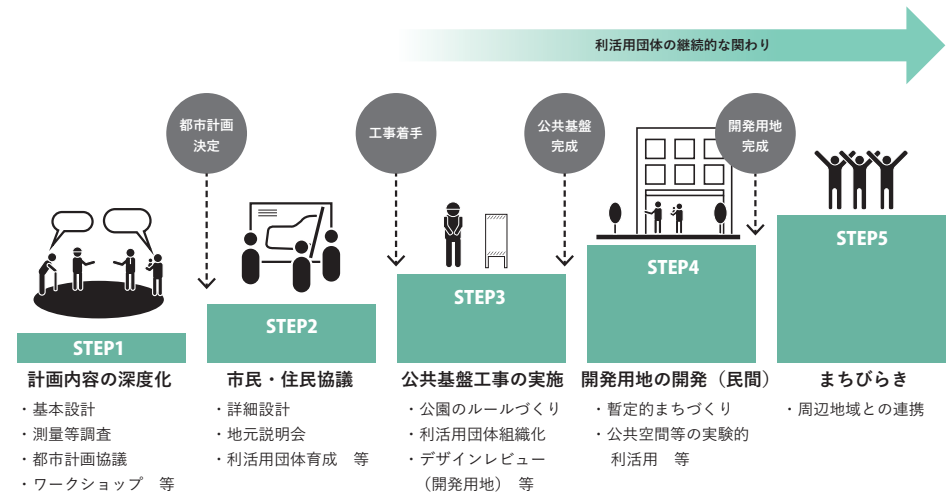 利活用団体の継続的な関わり
都市計画
決定
工事着手
公共基盤
完成
開発用地
完成
STEP1
計画内容の深度化
・基本設計
・測量等調査
・都市計画協議
・ワークショップ　等
STEP2
市民・住民協議
・詳細設計
・地元説明会
・利活用団体育成　等
STEP3
公共基盤工事の実施
・公園のルールづくり
・利活用団体組織化
・デザインレビュー
（開発用地）　等
STEP4
開発用地の開発（民間）
・暫定的まちづくり
・公共空間等の実験的
利活用　等
STEP5
まちびらき
・周辺地域との連携